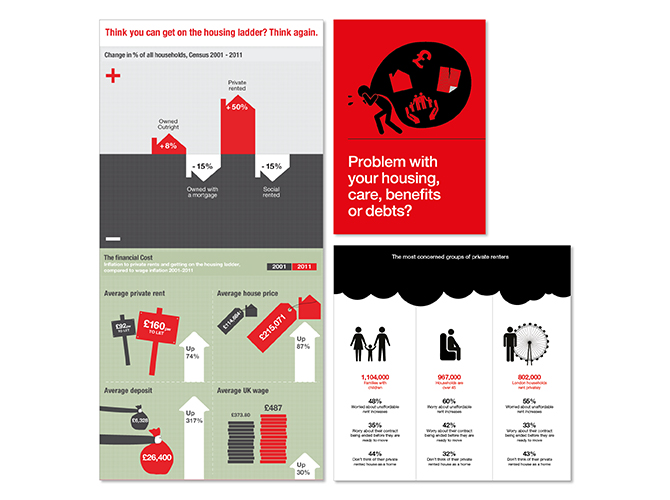 Think you can get on the housing ladder? Think again.
Change in % of all households, Census 2001 - 2011
Private
rented
+50%
Owned
Outright
+8%
- 15%
- 15%
Owned with
a mortgage
Social
rented
The financial Cost
Inflation to private rents and getting on the housing ladder,
compared to wage inflation 2001-2011
2001
2011
Average private rent
£92pw
TO LET
£160pw
TO LET
Up
74%
Average house price
£215,071
Up
87%
Average deposit
£6,328
£26,400
Up
317%
Average UK wage
£373.80
£487
Up
30%
Problem with
your housing,
care, benefits
or debts?
The most concerned groups of private renters
1,104,000
Families with
children
48%
Worried about unaffordable
rent increases
35%
Worry about their contract
being ended before they are
ready to move
44%
Don't think of their
rented house as a home
967,000
Households are
over 45
60%
Worried about unaffordable
rent increases
42%
Worry about their contract
being ended before they are
ready to move
32%
Don't think of their
rented house as a home
802,000
London households
rent privately
55%
Worried about unaffordable
rent increases
33%
Worry about their contract
being ended before they are
ready to move
43%
Don't think of their
rented house as a home